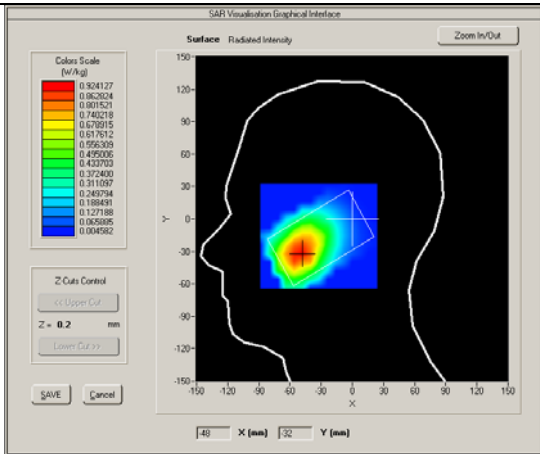 SAR Visualisation Graphical Interface
Surface Radiated Intensity
Zoom In/Out
Colors Scale
(W/kg)
0.924127
0.862824
0.801521
0.740218
0.678915
0.617612
0.556309
0.495006
0.433703
0.372400
0.311097
0.249794
0.188491
0.127188
0.065885
0.004582
150
120
90
60
30
0
-30
-60
-90
-120
-150
Y
-150 -120 -90 -60 -30 0 30 60 90 120 150
X
Z Cuts Control
<< Upper Cut
Z = 0.2 mm
Lower Cut >>
SAVE Cancel
-48 X (mm) -32 Y (mm)